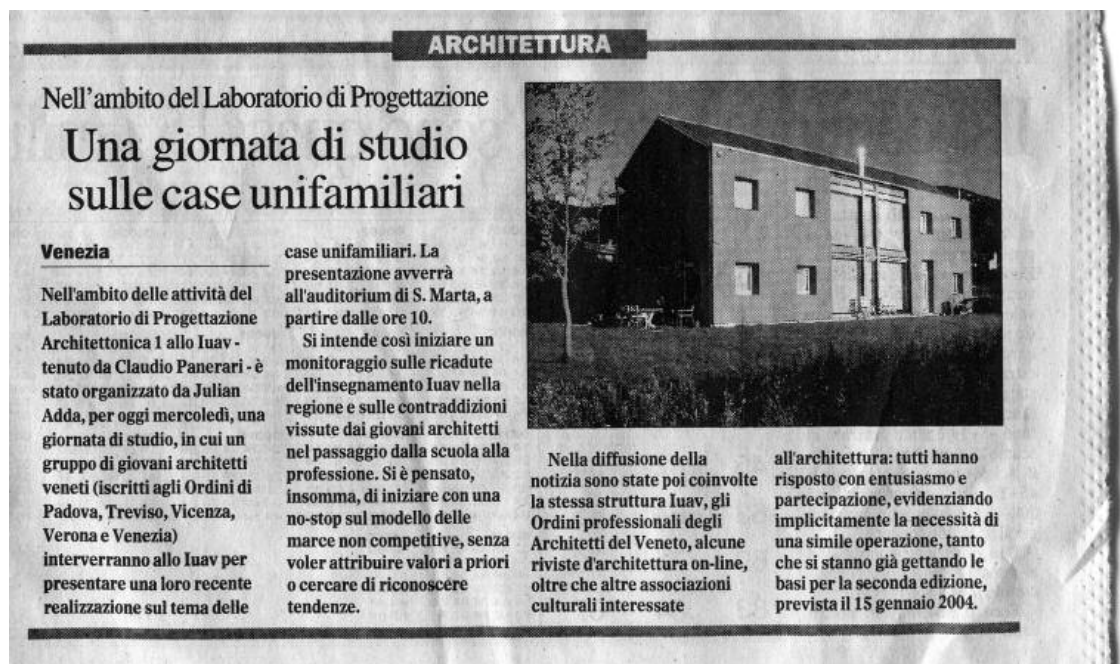 ARCHITETTURA
Nell'ambito del Laboratorio di Progettazione
Una giornata di studio
sulle case unifamiliari
Venezia
Nell'ambito delle attività del
Laboratorio di Progettazione
Architettonica 1 allo Iuav -
tenuto da Claudio Panerari - è
stato organizzato da Julian
Adda, per oggi mercoledì, una
giornata di studio, in cui un
gruppo di giovani architetti
veneti (iscritti agli Ordini di
Padova, Treviso, Vicenza,
Verona e Venezia)
interverranno allo Iuav per
presentare una loro recente
realizzazione sul tema delle
case unifamiliari. La
presentazione avverrà
all'auditorium di S. Marta, a
partire dalle ore 10.
Si intende così iniziare un
monitoraggio sulle ricadute
dell'insegnamento Iuav nella
regione e sulle contraddizioni
vissute dai giovani architetti
nel passaggio dalla scuola alla
professione. Si è pensato,
insomma, di iniziare con una
no-stop sul modello delle
marce non competitive, senza
voler attribuire valori a priori
o cercare di riconoscere
tendenze.
Nella diffusione della
notizia sono state poi coinvolte
la stessa struttura Iuav, gli
Ordini professionali degli
Architetti del Veneto, alcune
riviste d'architettura on-line,
oltre che altre associazioni
culturali interessate
all'architettura: tutti hanno
risposto con entusiasmo e
partecipazione, evidenziando
implicitamente la necessità di
una simile operazione, tanto
che si stanno già gettando le
basi per la seconda edizione,
prevista il 15 gennaio 2004.